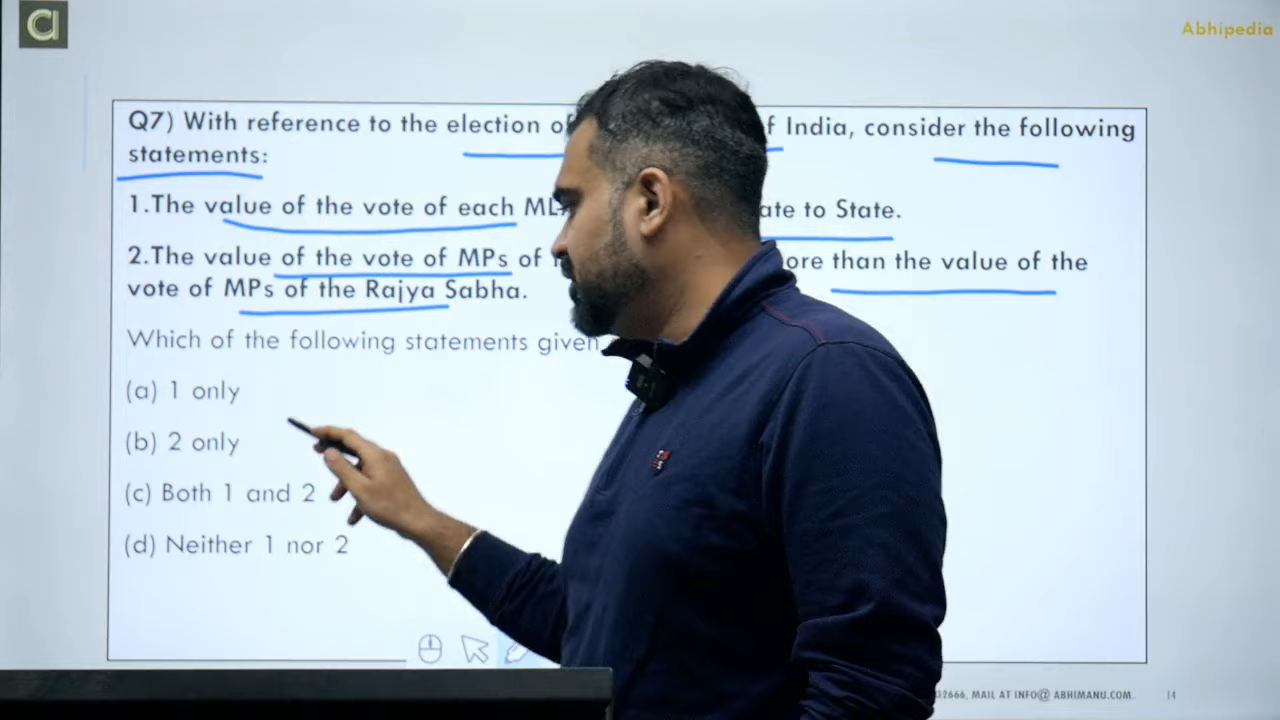 Abhipedia
Q7) With reference to the election of India, consider the following
statements:
1.The value of the vote of each ate to State.
2.The value of the vote of MPs of than the value of the
vote of MPs of the Rajya Sabha.
Which of the following statements given
(a) 1 only
(b) 2 only
(c) Both 1 and 2
(d) Neither 1 nor 2
32666, MAIL AT INFO@ ABHIMANU.COM. 14